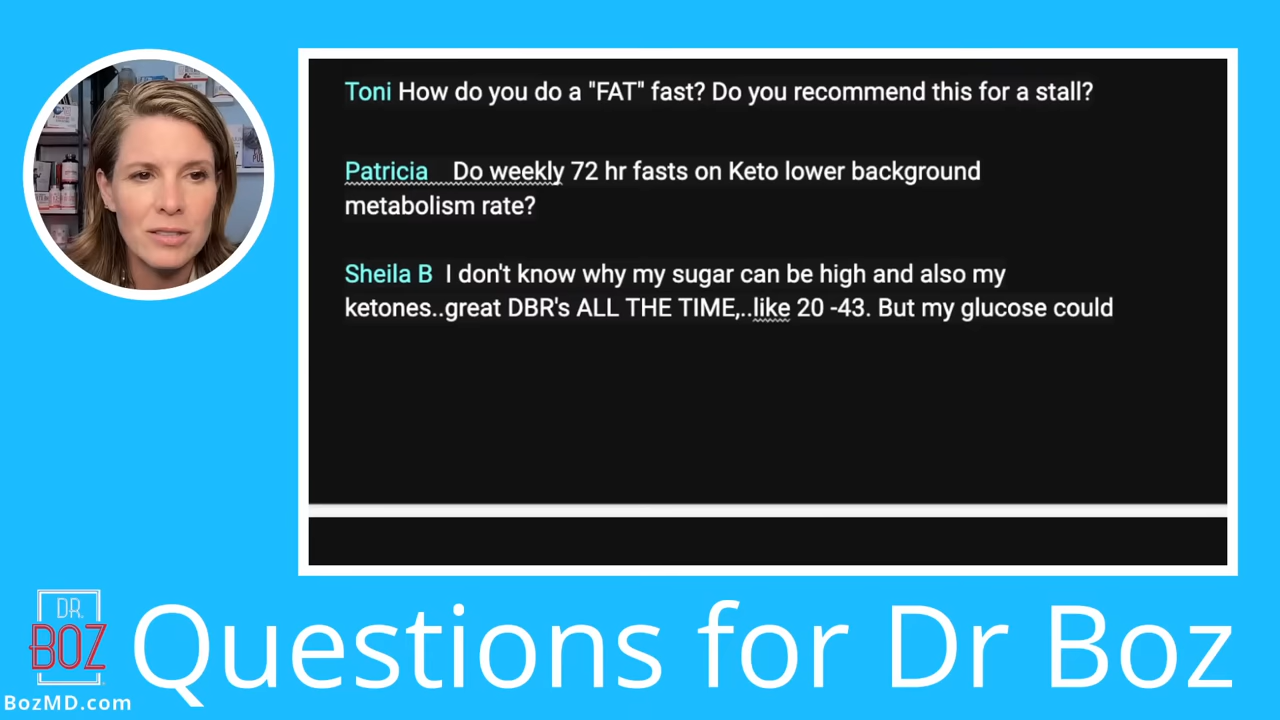 Toni How do you do a "FAT" fast? Do you recommend this for a stall?
Patricia Do weekly 72 hr fasts on Keto lower background
metabolism rate?
Sheila B I don't know why my sugar can be high and also my
ketones..great DBR's ALL THE TIME,..like 20 -43. But my glucose could
DR.
BOZ
Questions for Dr Boz
BozMD.com